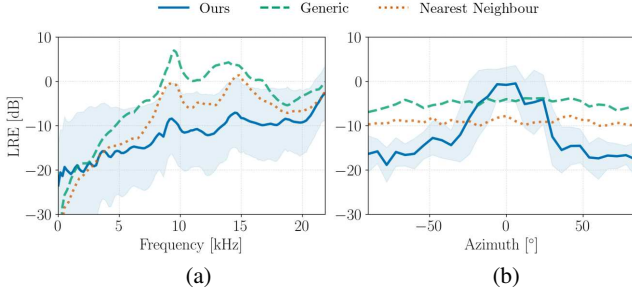 Ours Generic Nearest Neighbour
10 10
0 0
−10 −10
−20 −20
−30 −30
LRE [dB]
0 5 10 15 20 −50 0 50
Frequency [kHz] Azimuth [°]
(a) (b)